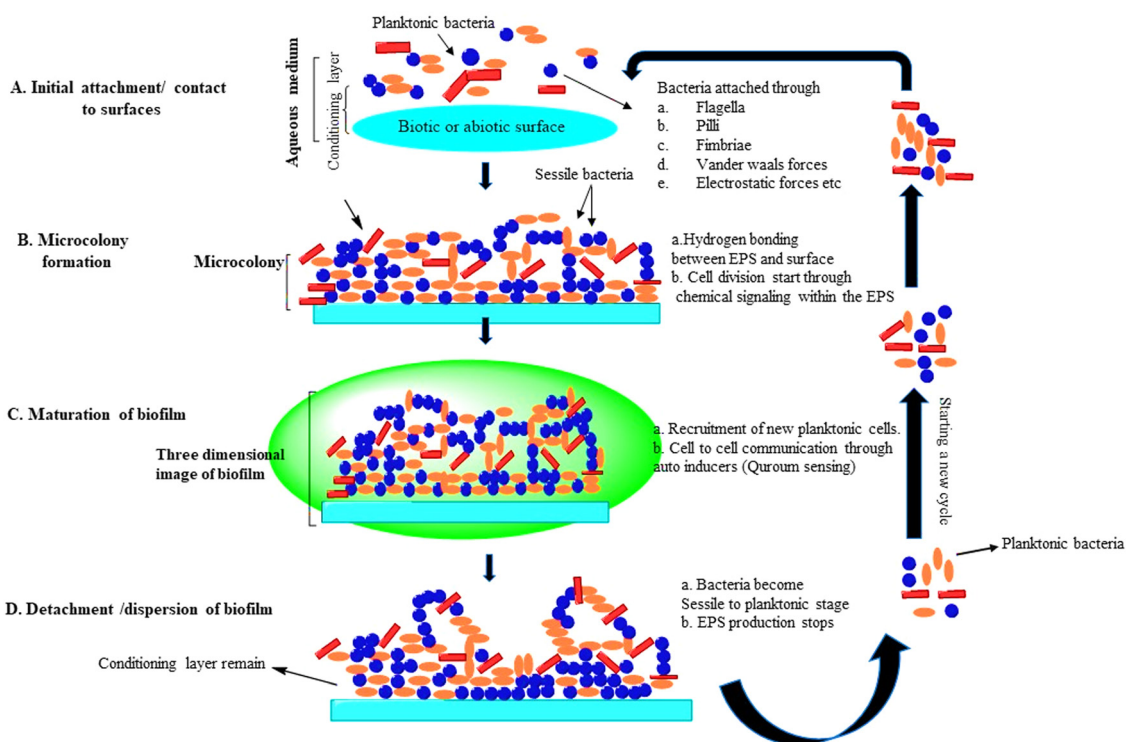 Planktonic bacteria
A. Initial attachment/ contact
to surfaces
Aqueous medium
Conditioning layer
Biotic or abiotic surface
Bacteria attached through
a. Flagella
b. Pilli
c. Fimbriae
d. Vander waals forces
e. Electrostatic forces etc
Sessile bacteria
B. Microcolony
formation
Microcolony
a.Hydrogen bonding
between EPS and surface
b. Cell division start through
chemical signaling within the EPS
C. Maturation of biofilm
Three dimensional
image of biofilm
a. Recruitment of new planktonic cells.
b. Cell to cell communication through
auto inducers (Quroum sensing)
Starting a new cycle
Planktonic bacteria
D. Detachment /dispersion of biofilm
a. Bacteria become
Sessile to planktonic stage
b. EPS production stops
Conditioning layer remain